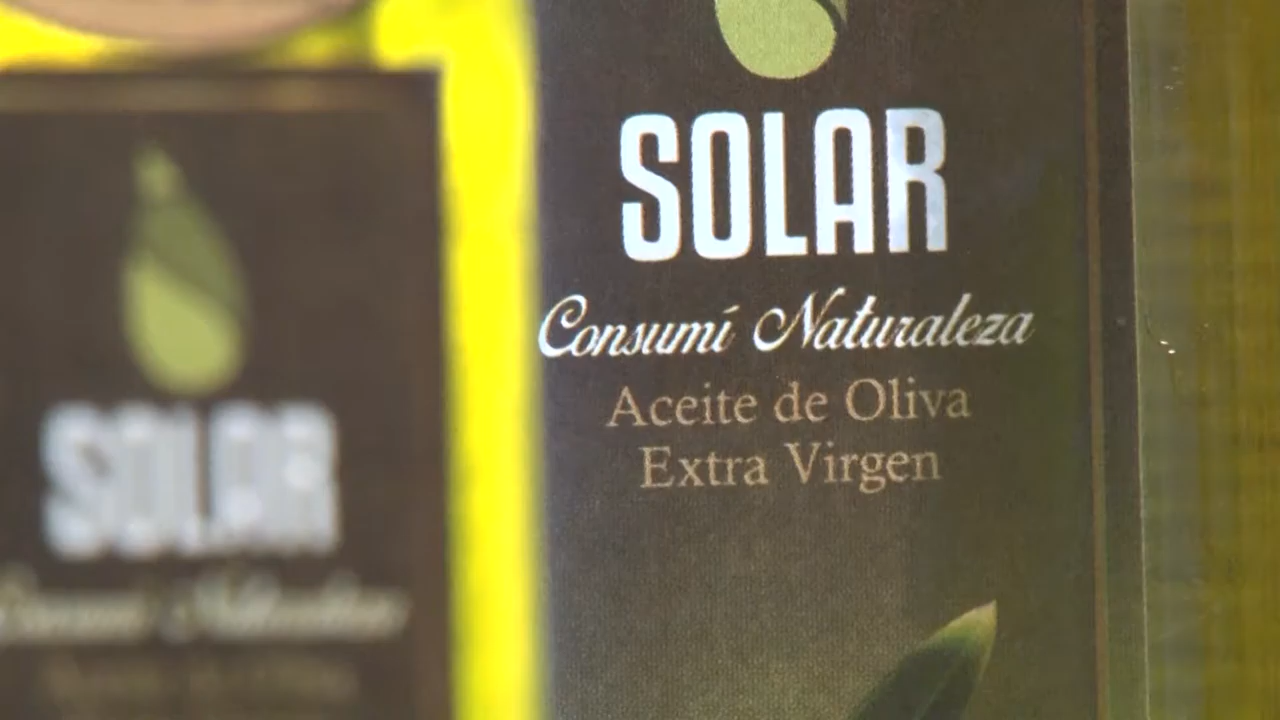 SOLAR
Consumí Naturaleza
Aceite de Oliva
Extra Virgen
SOLAR